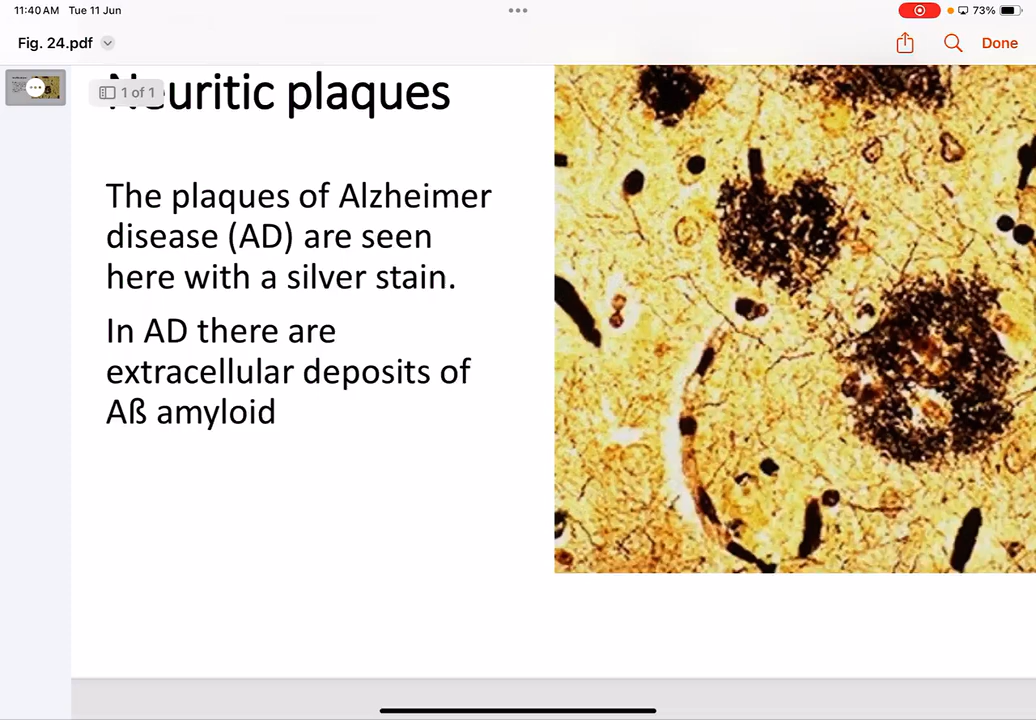 11:40 AM Tue 11 Jun
73%
Fig. 24.pdf
Done
1 of 1
Neuritic plaques
The plaques of Alzheimer
disease (AD) are seen
here with a silver stain.
In AD there are
extracellular deposits of
Aß amyloid